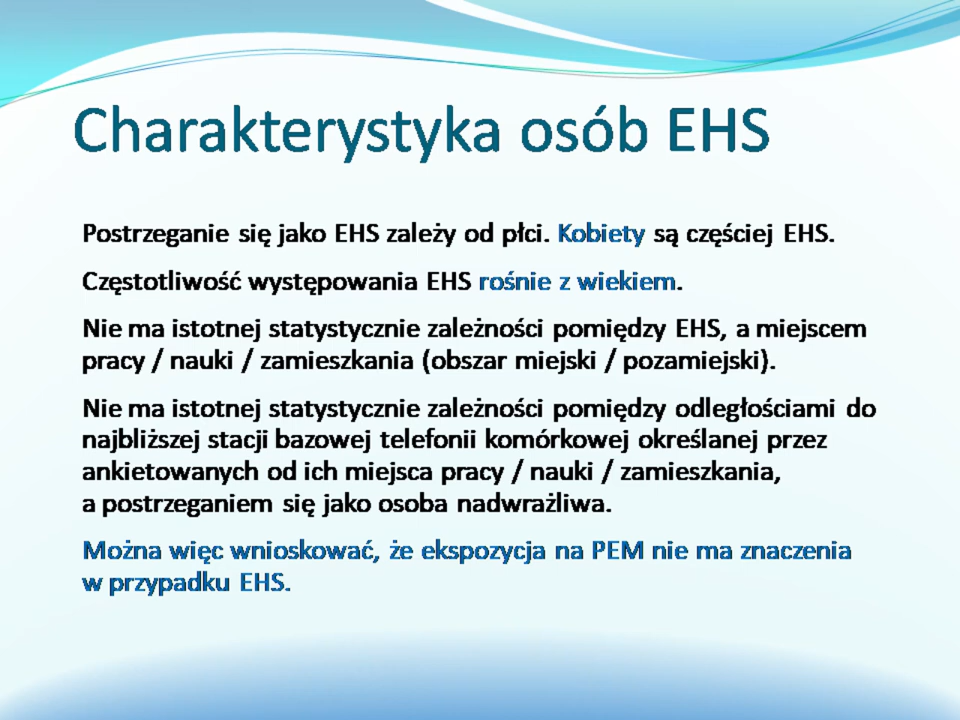 Charakterystyka osób EHS
Postrzeganie się jako EHS zależy od płci. Kobiety są częściej EHS.
Częstotliwość występowania EHS rośnie z wiekiem.
Nie ma istotnej statystycznie zależności pomiędzy EHS, a miejscem
pracy / nauki / zamieszkania (obszar miejski / pozamiejski).
Nie ma istotnej statystycznie zależności pomiędzy odległościami do
najbliższej stacji bazowej telefonii komórkowej określanej przez
ankietowanych od ich miejsca pracy / nauki / zamieszkania,
a postrzeganiem się jako osoba nadwrażliwa.
Można więc wnioskować, że ekspozycja na PEM nie ma znaczenia
w przypadku EHS.